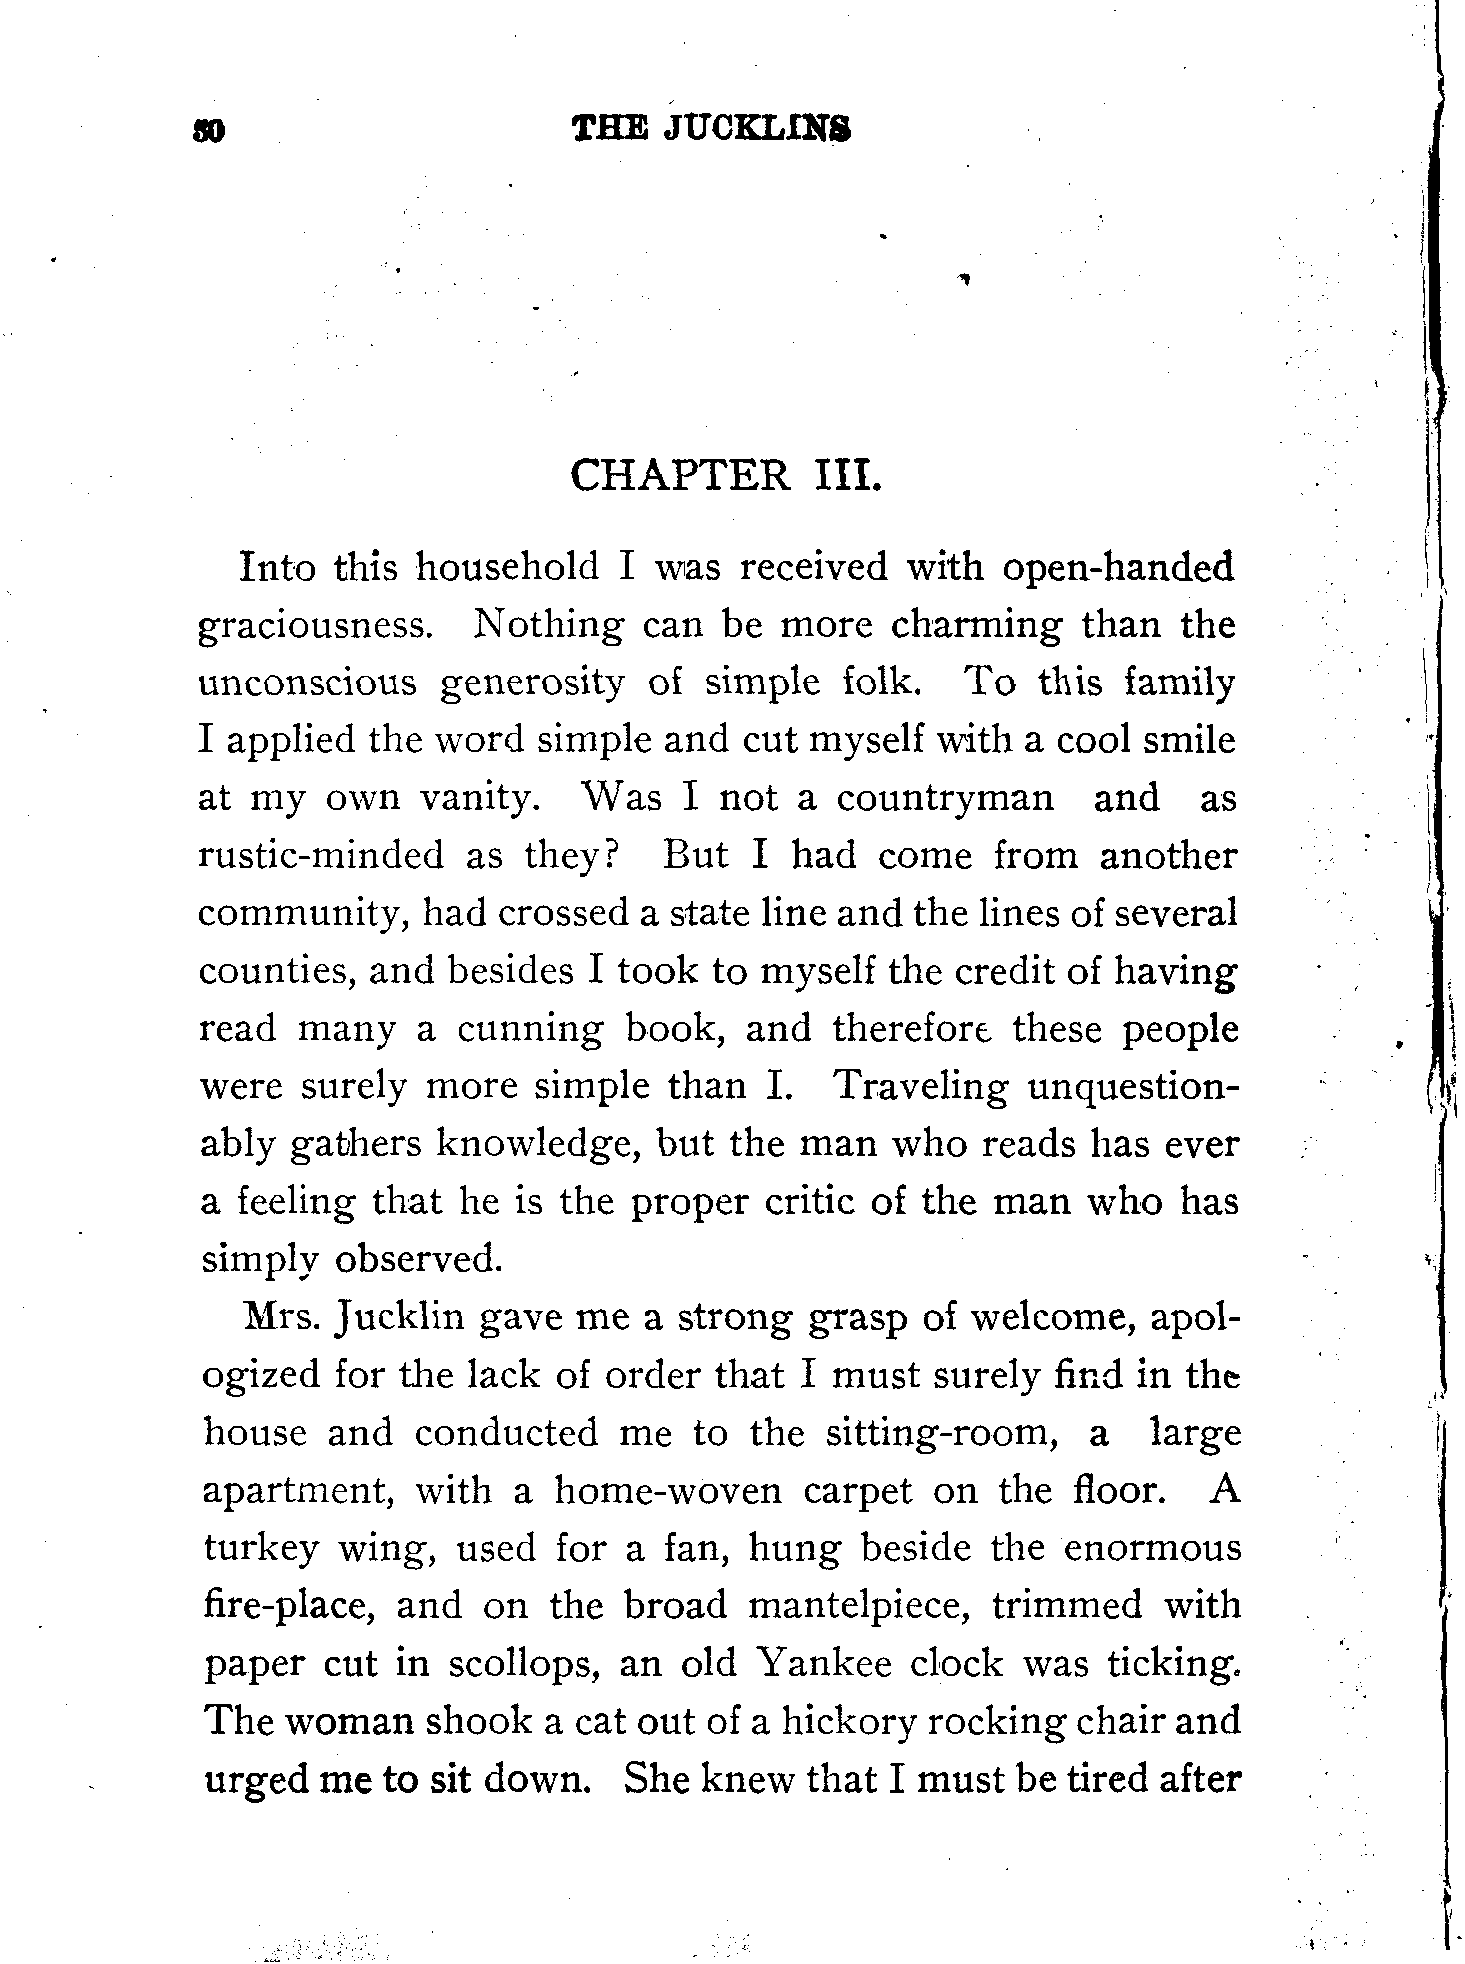 30 THE JUCKLINS
CHAPTER III.
Into this household I was received with open-handed
graciousness. Nothing can be more charming than the
unconscious generosity of simple folk. To this family
I applied the word simple and cut myself with a cool smile
at my own vanity. Was I not a countryman and as
rustic-minded as they? But I had come from another
community, had crossed a state line and the lines of several
counties, and besides I took to myself the credit of having
read many a cunning book, and therefore these people
were surely more simple than I. Traveling unquestion-
ably gathers knowledge, but the man who reads has ever
a feeling that he is the proper critic of the man who has
simply observed.
Mrs. Jucklin gave me a strong grasp of welcome, apol-
ogized for the lack of order that I must surely find in the
house and conducted me to the sitting-room, a large
apartment, with a home-woven carpet on the floor. A
turkey wing, used for a fan, hung beside the enormous
fire-place, and on the broad mantelpiece, trimmed with
paper cut in scollops, an old Yankee clock was ticking.
The woman shook a cat out of a hickory rocking chair and
urged me to sit down. She knew that I must be tired after